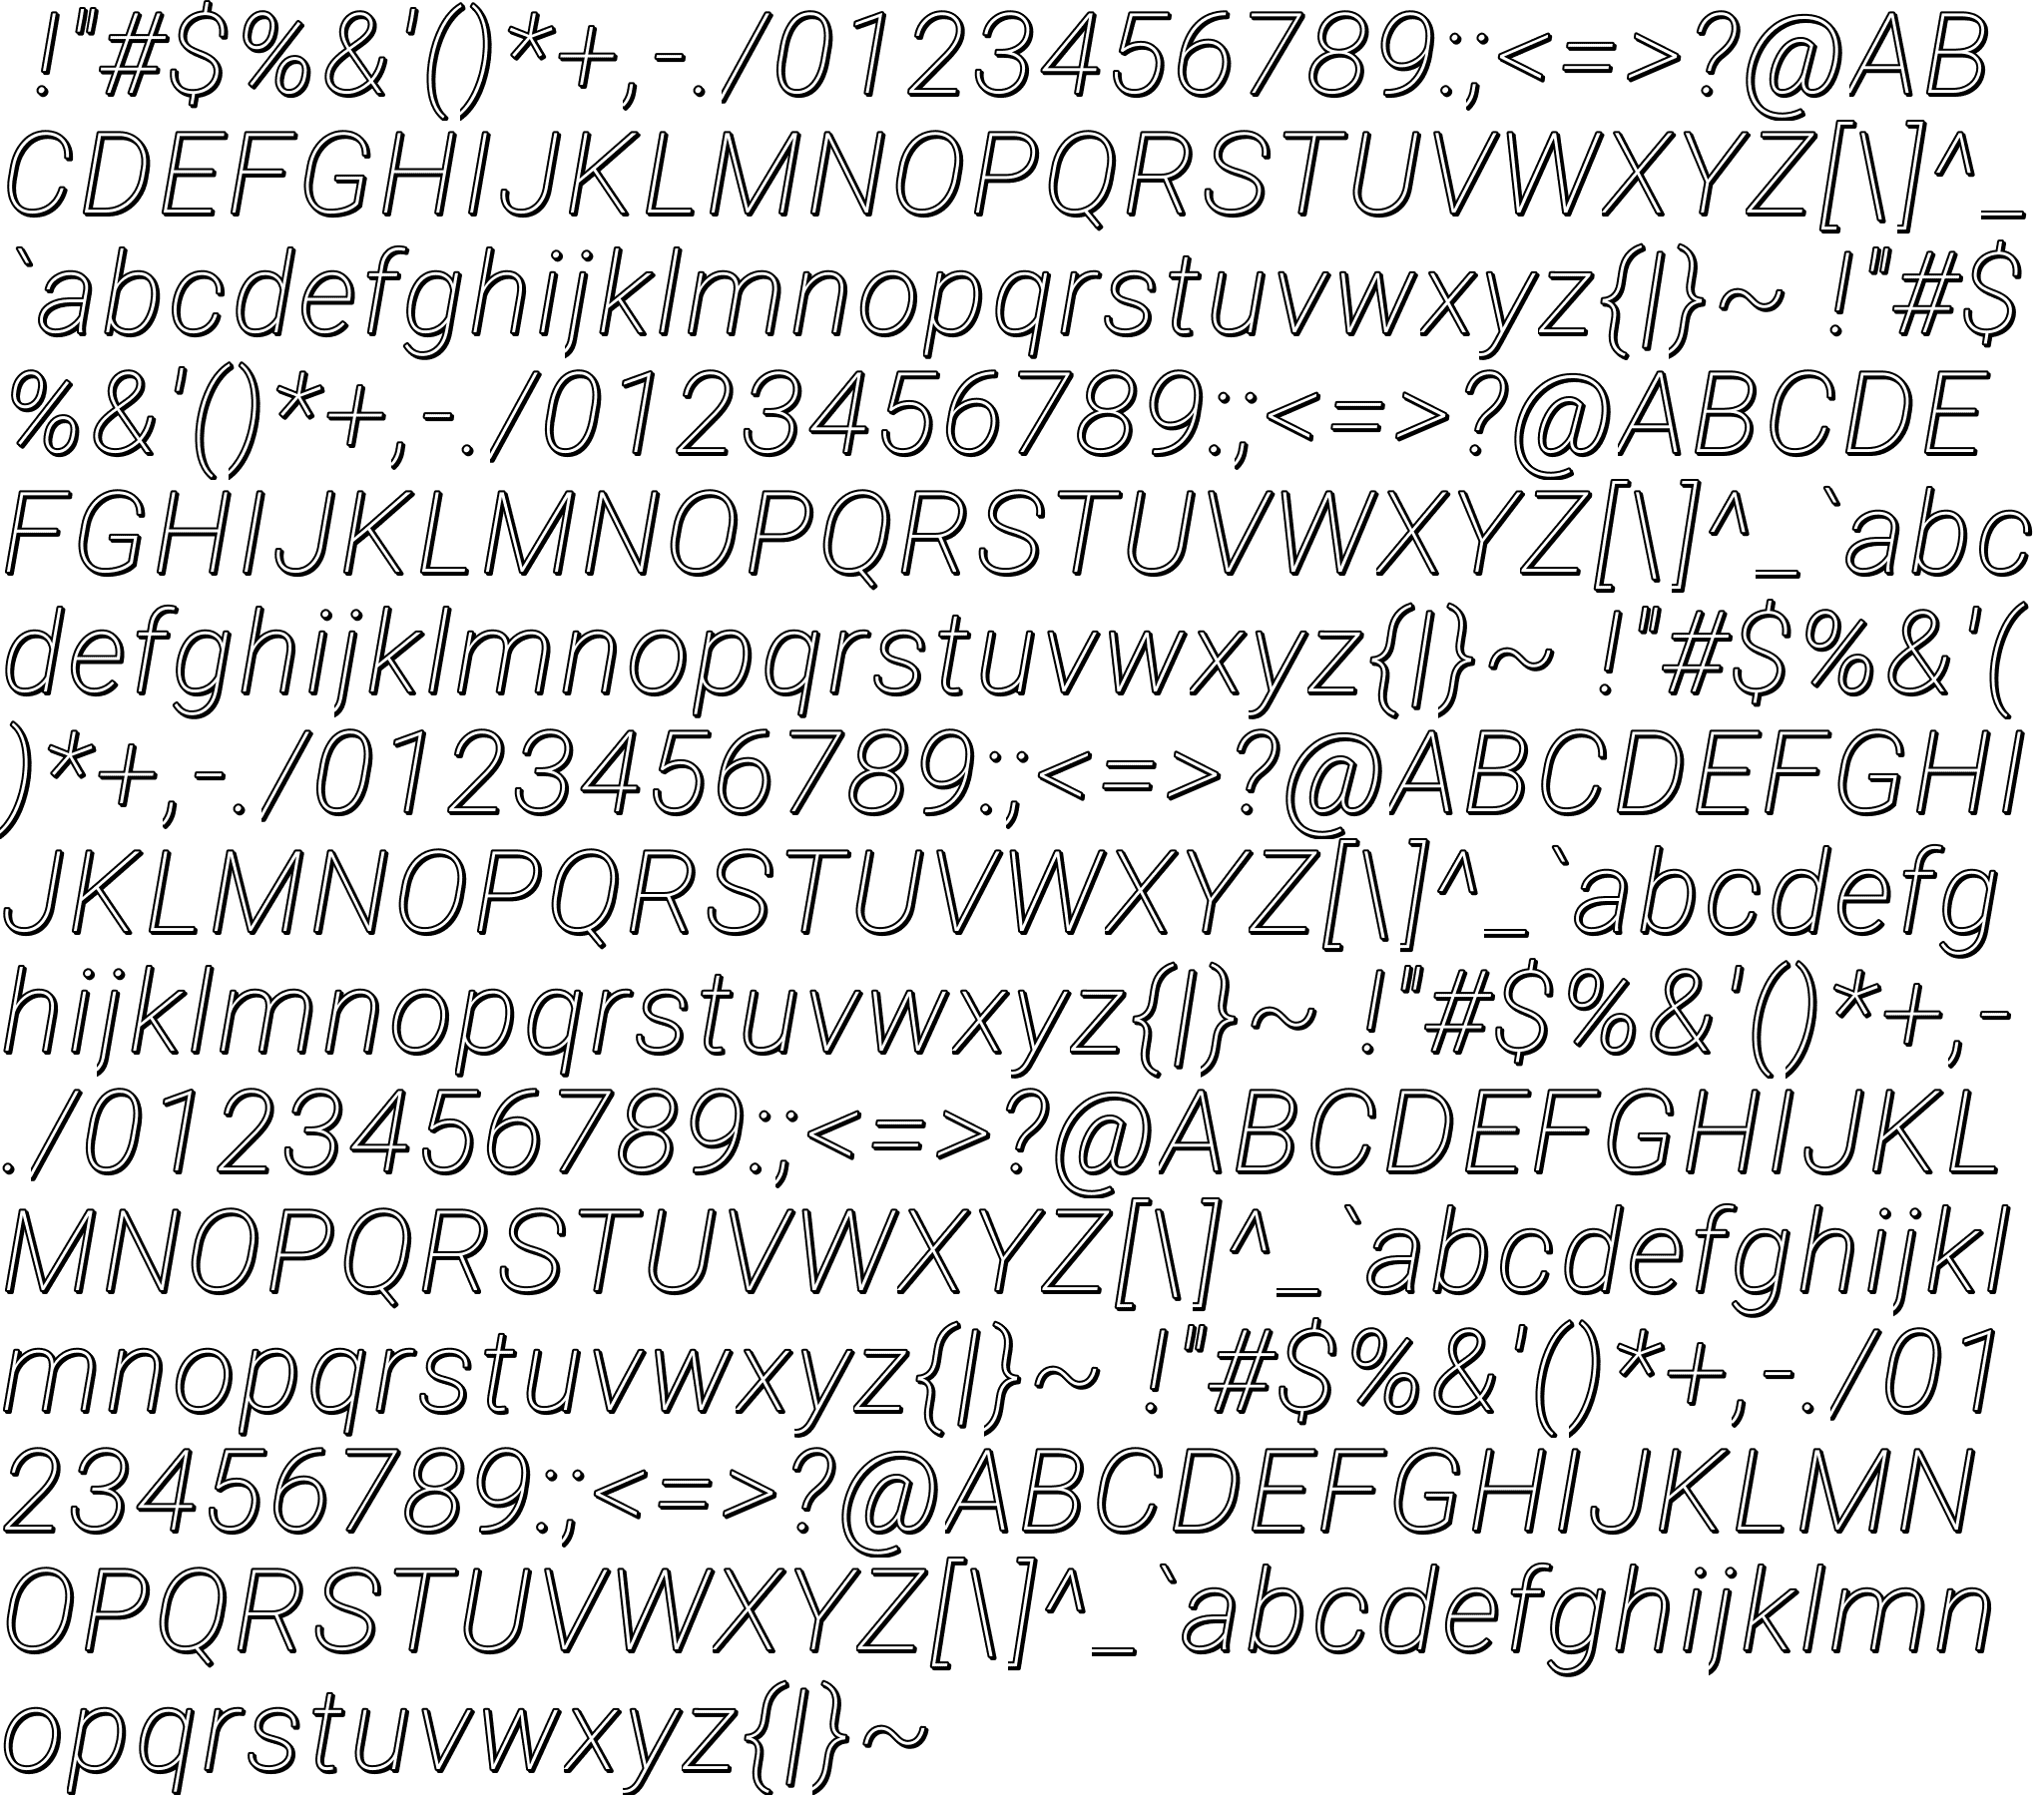 !"#$%&'()*+,-./0123456789:;<=>?@AB
CDEFGHIJKLMNOPQRSTUVWXYZ[\]^_
`abcdefghijklmnopqrstuvwxyz{|}~ !"#$
%&'()*+,-./0123456789:;<=>?@ABCDE
FGHIJKLMNOPQRSTUVWXYZ[\]^_`abc
defghijklmnopqrstuvwxyz{|}~ !"#$%&'(
)*+,-./0123456789:;<=>?@ABCDEFGHI
JKLMNOPQRSTUVWXYZ[\]^_`abcdefg
hijklmnopqrstuvwxyz{|}~ !"#$%&'()*+,-
./0123456789:;<=>?@ABCDEFGHIJKL
MNOPQRSTUVWXYZ[\]^_`abcdefghijkl
mnopqrstuvwxyz{|}~ !"#$%&'()*+,-./01
23456789:;<=>?@ABCDEFGHIJKLMN
OPQRSTUVWXYZ[\]^_`abcdefghijklmn
opqrstuvwxyz{|}~